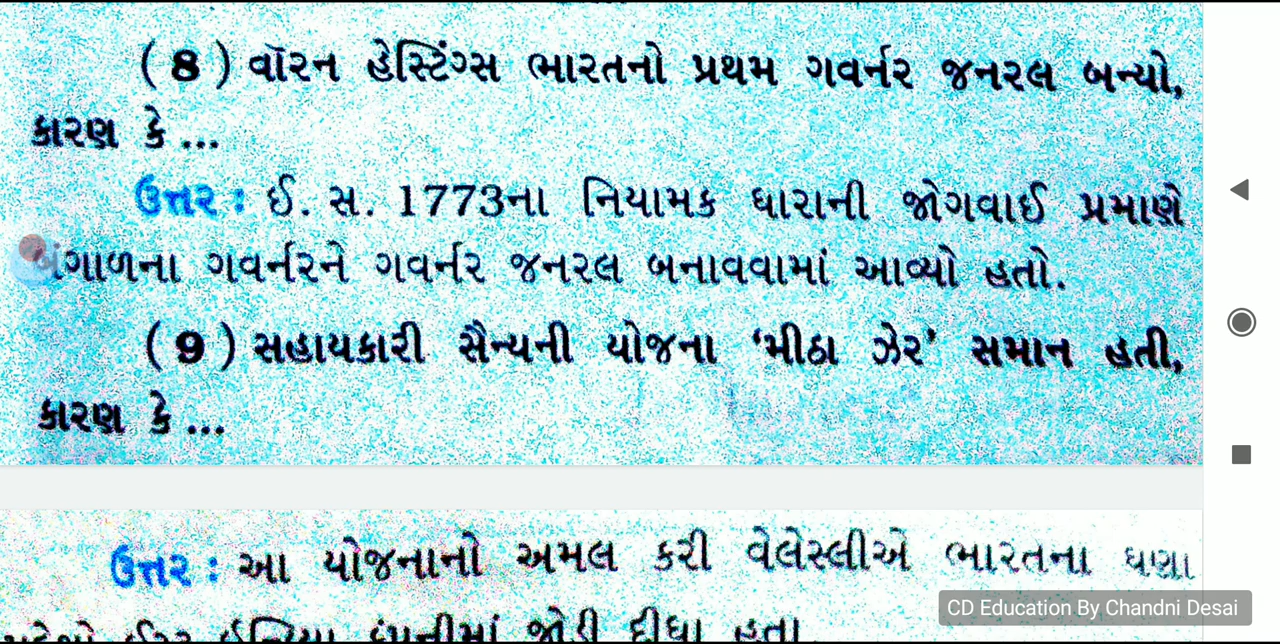 (8) વૉરન હેસ્ટિંગ્સ ભારતનો પ્રથમ ગવર્નર જનરલ બન્યો,
કારણ કે ...
ઉત્તર : ઈ. સ. 1773ના નિયામક ધારાની જોગવાઈ પ્રમાણે
બંગાળના ગવર્નરને ગવર્નર જનરલ બનાવવામાં આવ્યો હતો.
(9) સહાયકારી સૈન્યની યોજના ‘મીઠા ઝેર’ સમાન હતી,
કારણ કે ...
ઉત્તર : આ યોજનાનો અમલ કરી વેલેસ્લીએ ભારતના ઘણા
જોડી દીધા હતા
CD Education By Chandni Desai